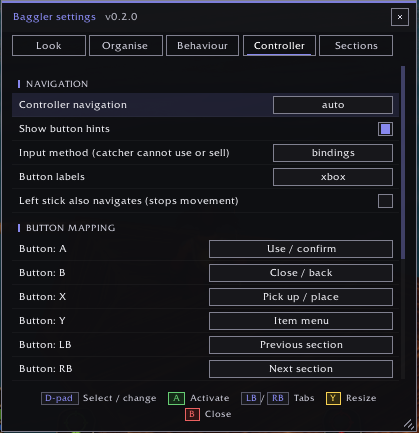 Baggler settings v0.2.0 ×
Look Organise Behaviour Controller Sections
NAVIGATION
Controller navigation auto
Show button hints
Input method (catcher cannot use or sell) bindings
Button labels xbox
Left stick also navigates (stops movement)
BUTTON MAPPING
Button: A Use / confirm
Button: B Close / back
Button: X Pick up / place
Button: Y Item menu
Button: LB Previous section
Button: RB Next section
D-pad Select / change A Activate LB / RB Tabs Y Resize
B Close